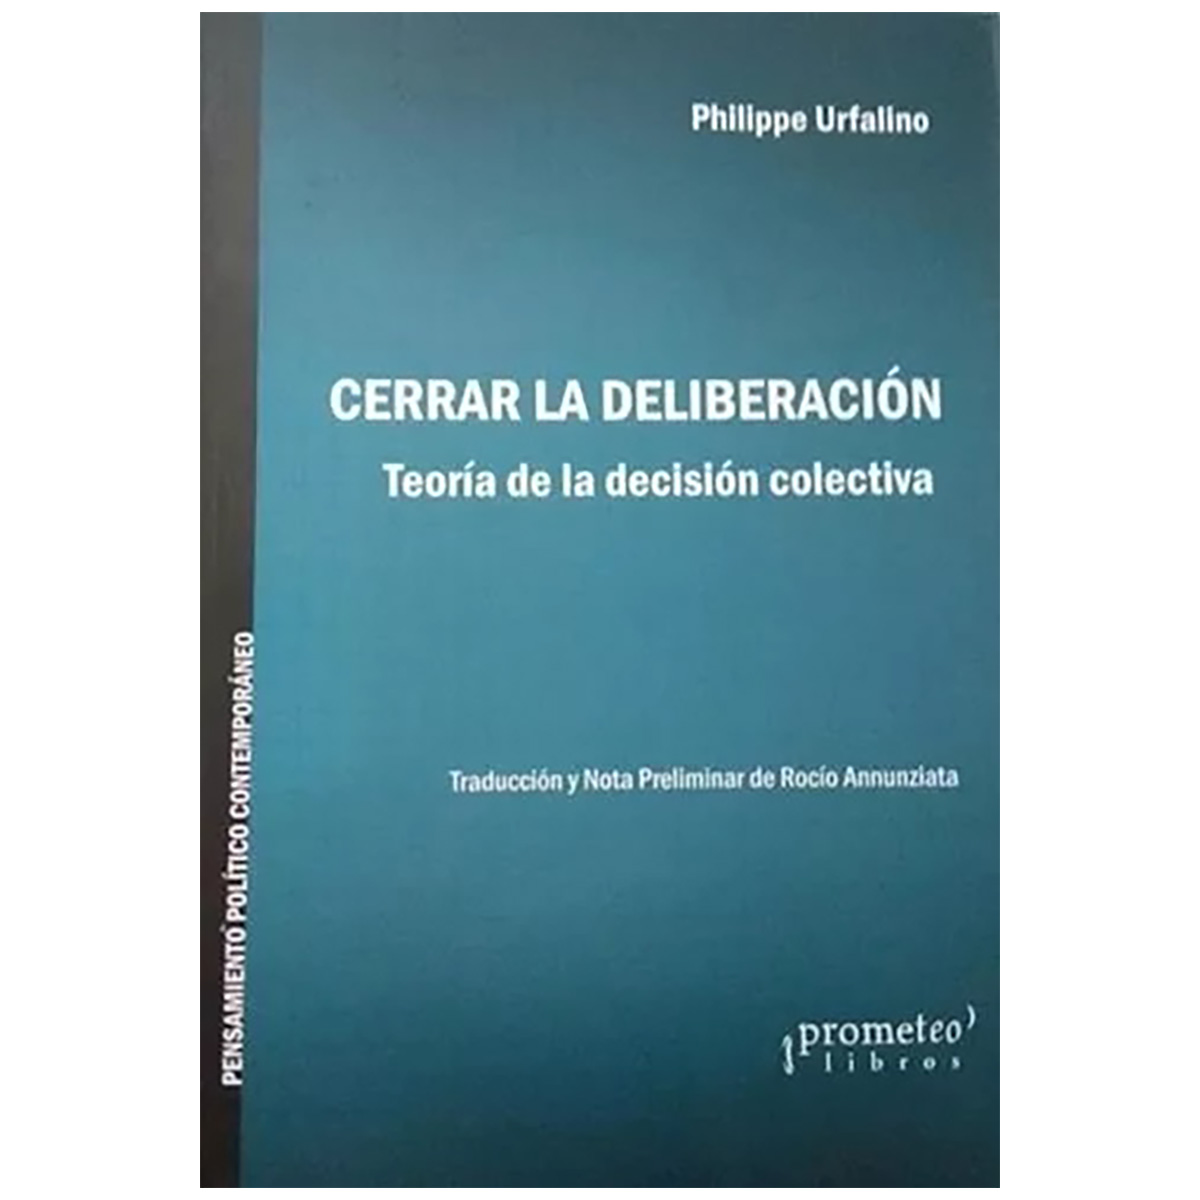 Philippe Urfalino
CERRAR LA DELIBERACIÓN
Teoría de la decisión colectiva
Traducción y Nota Preliminar de Rocío Annunziata
PENSAMIENTO POLÍTICO CONTEMPORÁNEO
prometeo
libros